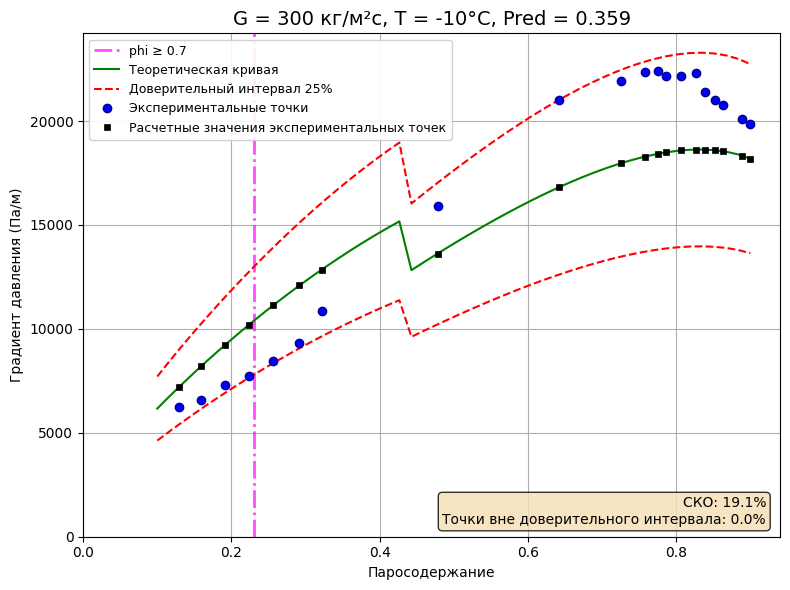 G = 300 кг/м²с, T = -10°C, Pred = 0.359
phi ≥ 0.7
Теоретическая кривая
Доверительный интервал 25%
Экспериментальные точки
Расчетные значения экспериментальных точек
Градиент давления (Па/м)
20000
15000
10000
5000
0
СКО: 19.1%
Точки вне доверительного интервала: 0.0%
0.0
0.2
0.4
0.6
0.8
Паросодержание